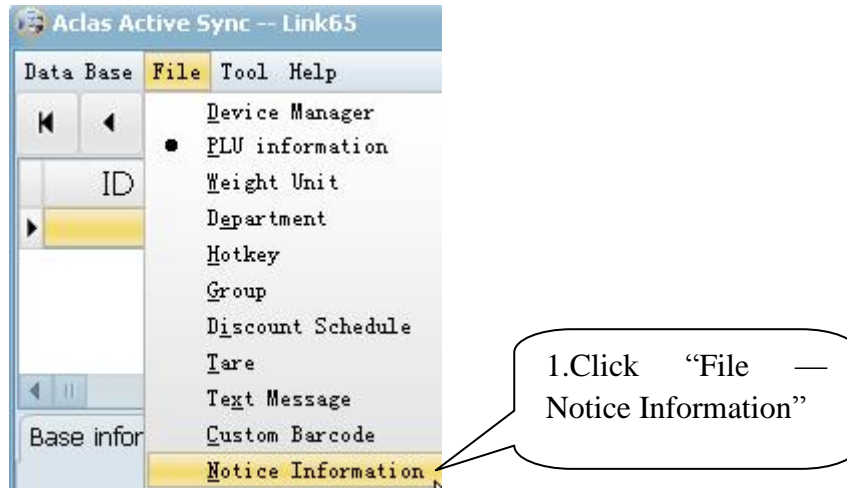 Aclas Active Sync -- Link65
Data Base File Tool Help
Device Manager
PLU information
ID
Weight Unit
Department
Hotkey
Group
Discount Schedule
Tare
Text Message
Base infor
Custom Barcode
Notice Information
1.Click “File —
Notice Information”